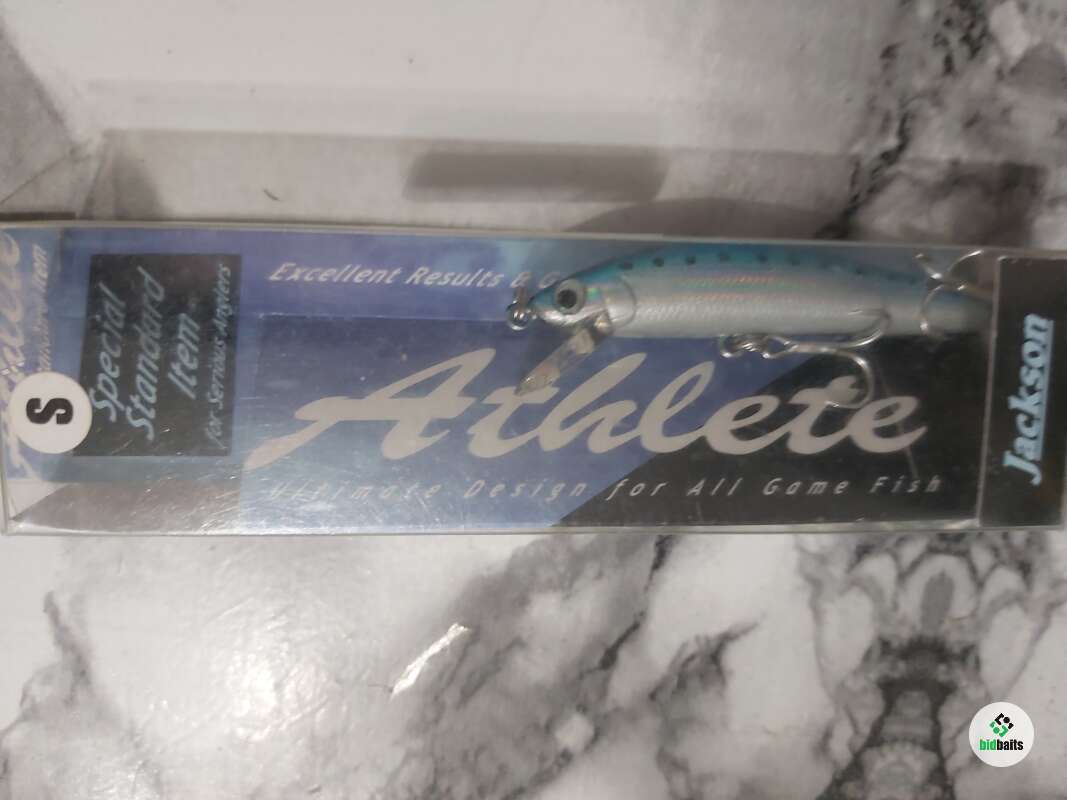 Excellent Results & G
Athlete
Ultimate Design for All Game Fish
Special
Standard
Item
for Serious Anglers
S
Jackson
bidbaits